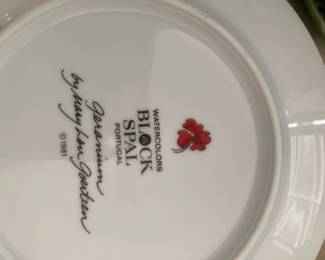 WATERCOLORS
BLOCK
SPAL
PORTUGAL
Geranium
by Mary Lou Goertzen
© 1981